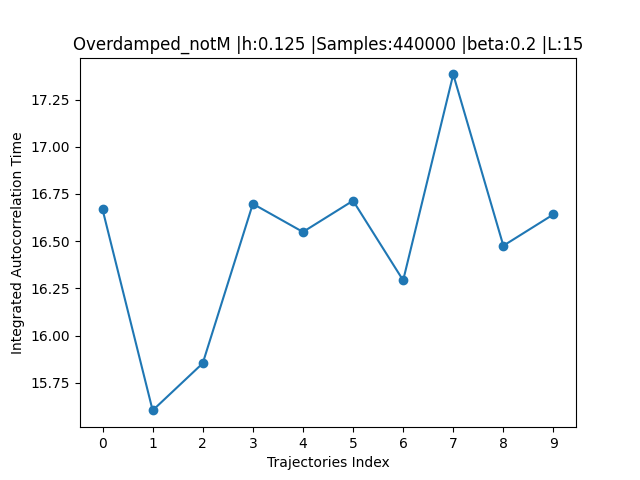 Overdamped_notM |h:0.125 |Samples:440000 |beta:0.2 |L:15
Integrated Autocorrelation Time
17.25
17.00
16.75
16.50
16.25
16.00
15.75
0 1 2 3 4 5 6 7 8 9
Trajectories Index